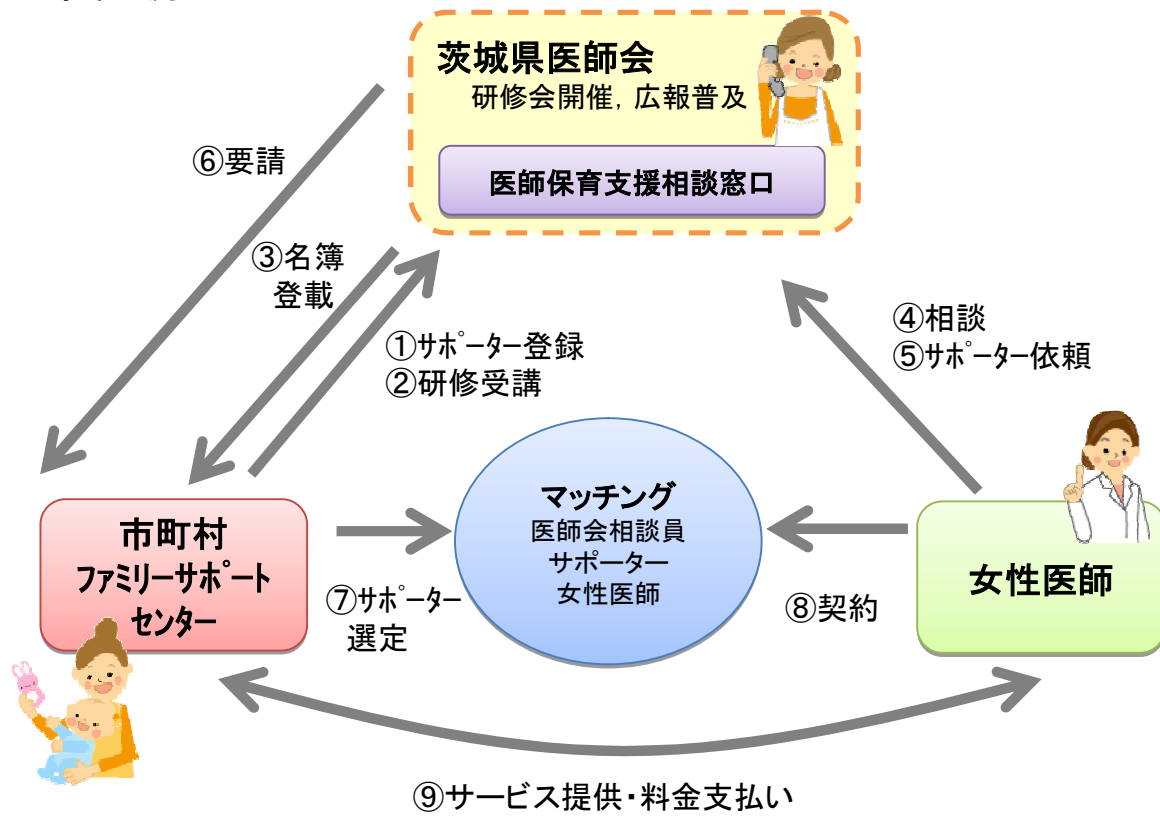 茨城県医師会
研修会開催, 広報普及
医師保育支援相談窓口
⑥要請
③名簿
登載
①ｻﾎﾟｰﾀｰ登録
②研修受講
④相談
⑤ｻﾎﾟｰﾀｰ依頼
市町村
ﾌｧﾐﾘｰｻﾎﾟｰﾄ
ｾﾝﾀｰ
マッチング
医師会相談員
サポーター
女性医師
女性医師
⑦ｻﾎﾟｰﾀｰ
選定
⑧契約
⑨サービス提供・料金支払い